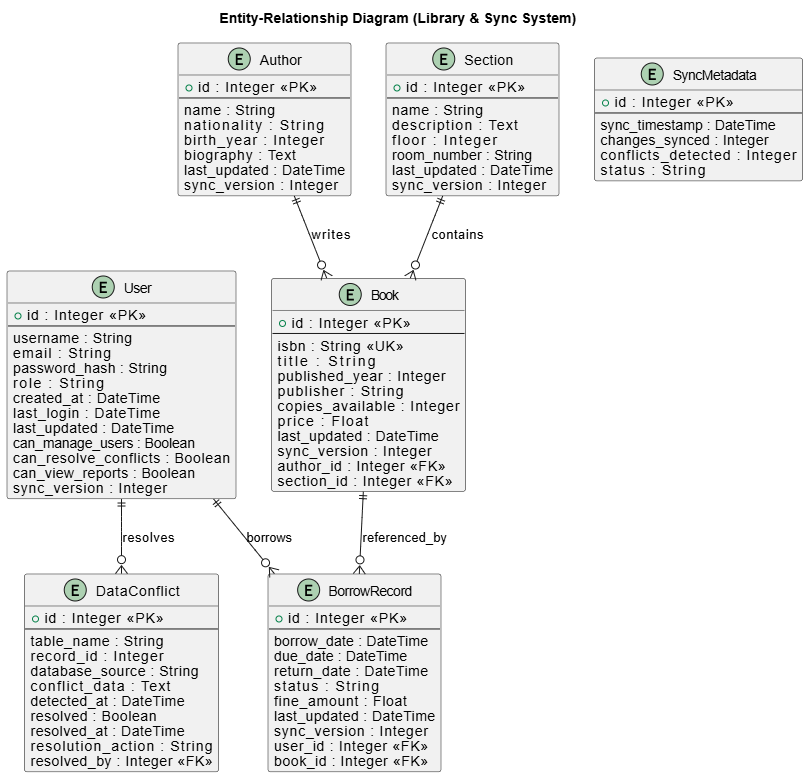 Entity-Relationship Diagram (Library & Sync System)
E Author
id : Integer «PK»
name : String
nationality : String
birth_year : Integer
biography : Text
last_updated : DateTime
sync_version : Integer
E Section
id : Integer «PK»
name : String
description : Text
floor : Integer
room_number : String
last_updated : DateTime
sync_version : Integer
E SyncMetadata
id : Integer «PK»
sync_timestamp : DateTime
changes_synced : Integer
conflicts_detected : Integer
status : String
writes
contains
E User
id : Integer «PK»
username : String
email : String
password_hash : String
role : String
created_at : DateTime
last_login : DateTime
last_updated : DateTime
can_manage_users : Boolean
can_resolve_conflicts : Boolean
can_view_reports : Boolean
sync_version : Integer
E Book
id : Integer «PK»
isbn : String «UK»
title : String
published_year : Integer
publisher : String
copies_available : Integer
price : Float
last_updated : DateTime
sync_version : Integer
author_id : Integer «FK»
section_id : Integer «FK»
resolves
borrows
referenced_by
E DataConflict
id : Integer «PK»
table_name : String
record_id : Integer
database_source : String
conflict_data : Text
detected_at : DateTime
resolved : Boolean
resolved_at : DateTime
resolution_action : String
resolved_by : Integer «FK»
E BorrowRecord
id : Integer «PK»
borrow_date : DateTime
due_date : DateTime
return_date : DateTime
status : String
fine_amount : Float
last_updated : DateTime
sync_version : Integer
user_id : Integer «FK»
book_id : Integer «FK»